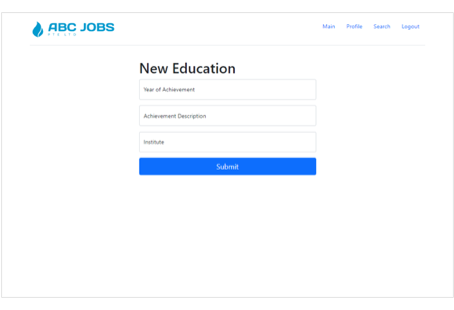 ABC JOBS
PTE LTD
Main Profile Search Logout
New Education
Year of Achievement
Achievement Description
Institute
Submit